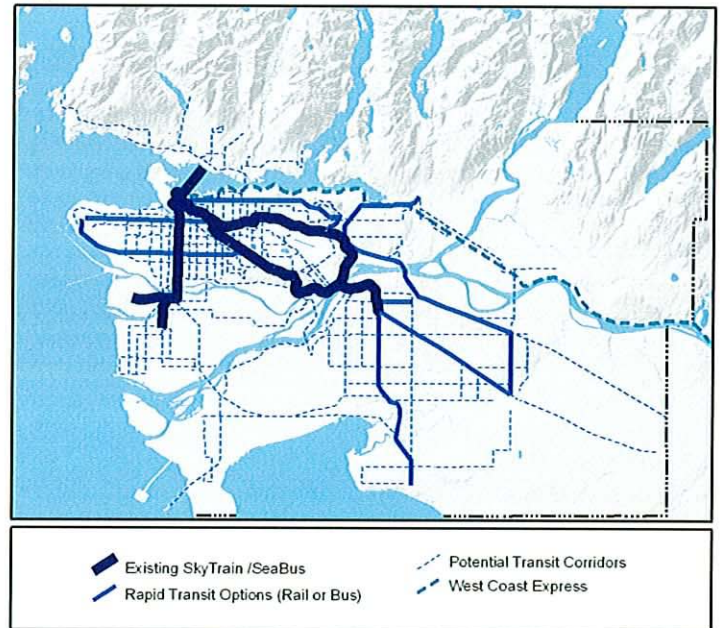 Existing SkyTrain /SeaBus
Rapid Transit Options (Rail or Bus)
Potential Transit Corridors
West Coast Express